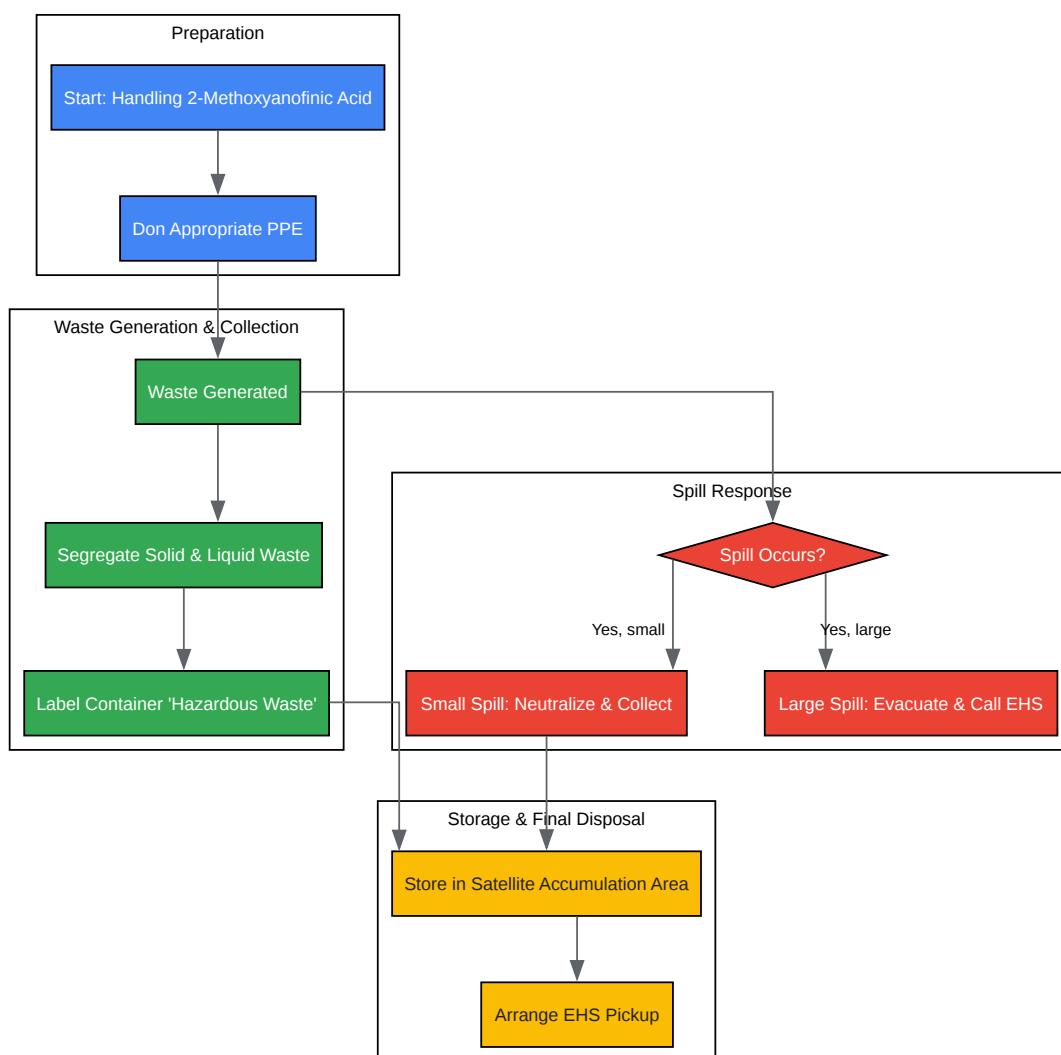 Preparation
Start: Handling 2-Methoxyanofinic Acid
Don Appropriate PPE
Waste Generation & Collection
Waste Generated
Segregate Solid & Liquid Waste
Label Container 'Hazardous Waste'
Spill Response
Spill Occurs?
Yes, small
Yes, large
Small Spill: Neutralize & Collect
Large Spill: Evacuate & Call EHS
Storage & Final Disposal
Store in Satellite Accumulation Area
Arrange EHS Pickup